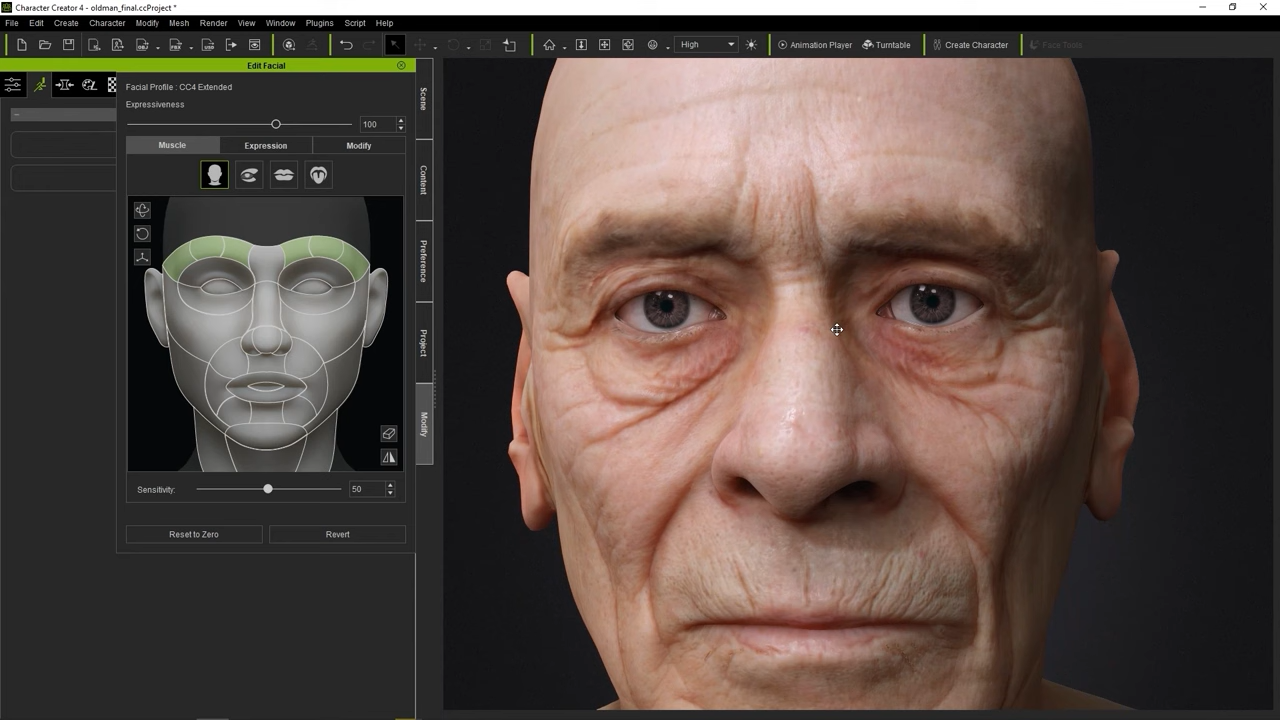 Character Creator 4 - oldman_final.ccProject *
File Edit Create Character Modify Mesh Render View Window Plugins Script Help
High Animation Player Turntable Create Character Face Tools
Edit Facial
Facial Profile : CC4 Extended
Expressiveness
100
Muscle Expression Modify
Sensitivity: 50
Reset to Zero Revert
Scene
Content
Preference
Project
Modify